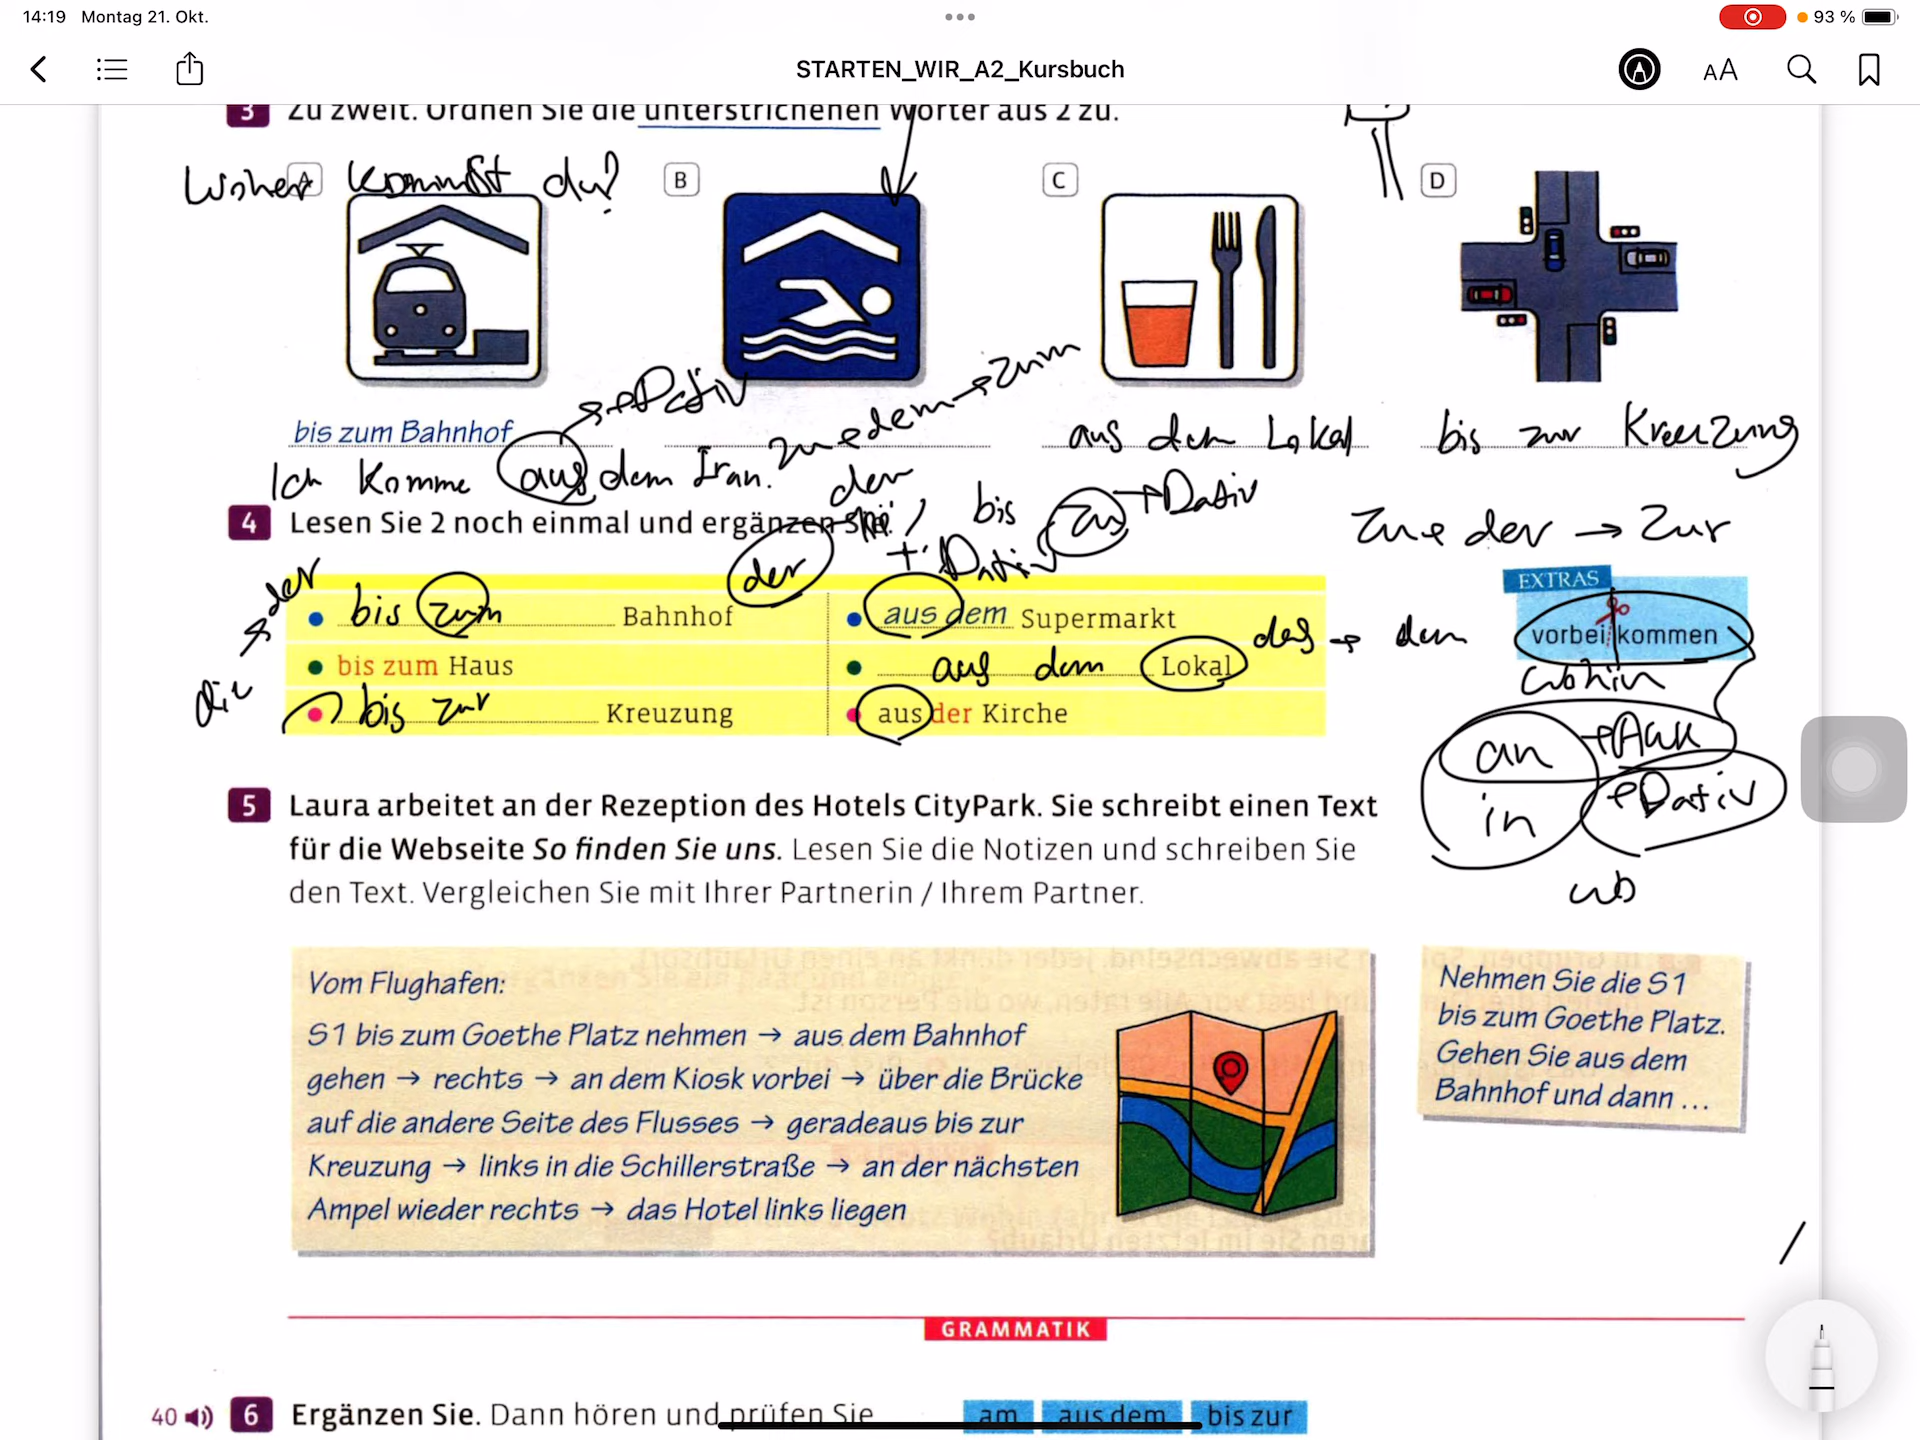 14:19 Montag 21. Okt.
93 %
STARTEN_WIR_A2_Kursbuch
AA
3 Zu zweit. Ordnen Sie die unterstrichenen Wörter aus 2 zu.
Woher kommst du?
A
B
C
D
+Dativ
zu+dem→zum
bis zum Bahnhof
aus dem Lokal
bis zur Kreuzung
Ich komme aus dem Iran.
der
bis zu +Dativ
4 Lesen Sie 2 noch einmal und ergänzen Sie.
zu+der → zur
der
+ Dativ
der
EXTRAS
bis zum Bahnhof
aus dem Supermarkt
vorbei kommen
das → dem
bis zum Haus
aus dem Lokal
wohin
die
bis zur Kreuzung
aus der Kirche
an +Akk
in +Dativ
wo
5 Laura arbeitet an der Rezeption des Hotels CityPark. Sie schreibt einen Text
für die Webseite So finden Sie uns. Lesen Sie die Notizen und schreiben Sie
den Text. Vergleichen Sie mit Ihrer Partnerin / Ihrem Partner.
Vom Flughafen:
S1 bis zum Goethe Platz nehmen → aus dem Bahnhof
gehen → rechts → an dem Kiosk vorbei → über die Brücke
auf die andere Seite des Flusses → geradeaus bis zur
Kreuzung → links in die Schillerstraße → an der nächsten
Ampel wieder rechts → das Hotel links liegen
Nehmen Sie die S1
bis zum Goethe Platz.
Gehen Sie aus dem
Bahnhof und dann ...
GRAMMATIK
40 6 Ergänzen Sie. Dann hören und prüfen Sie
am aus dem bis zur